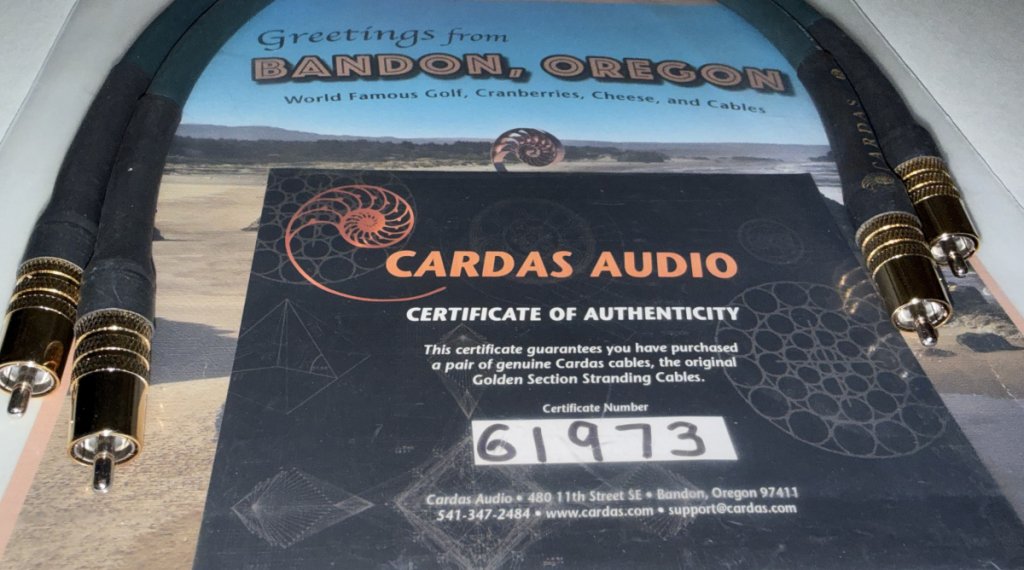 Greetings from
BANDON, OREGON
World Famous Golf, Cranberries, Cheese, and Cables
CARDAS
CARDAS AUDIO
CERTIFICATE OF AUTHENTICITY
This certificate guarantees you have purchased
a pair of genuine Cardas cables, the original
Golden Section Stranding Cables.
Certificate Number
61973
Cardas Audio • 480 11th Street SE • Bandon, Oregon 97411
541-347-2484 • www.cardas.com • support@cardas.com